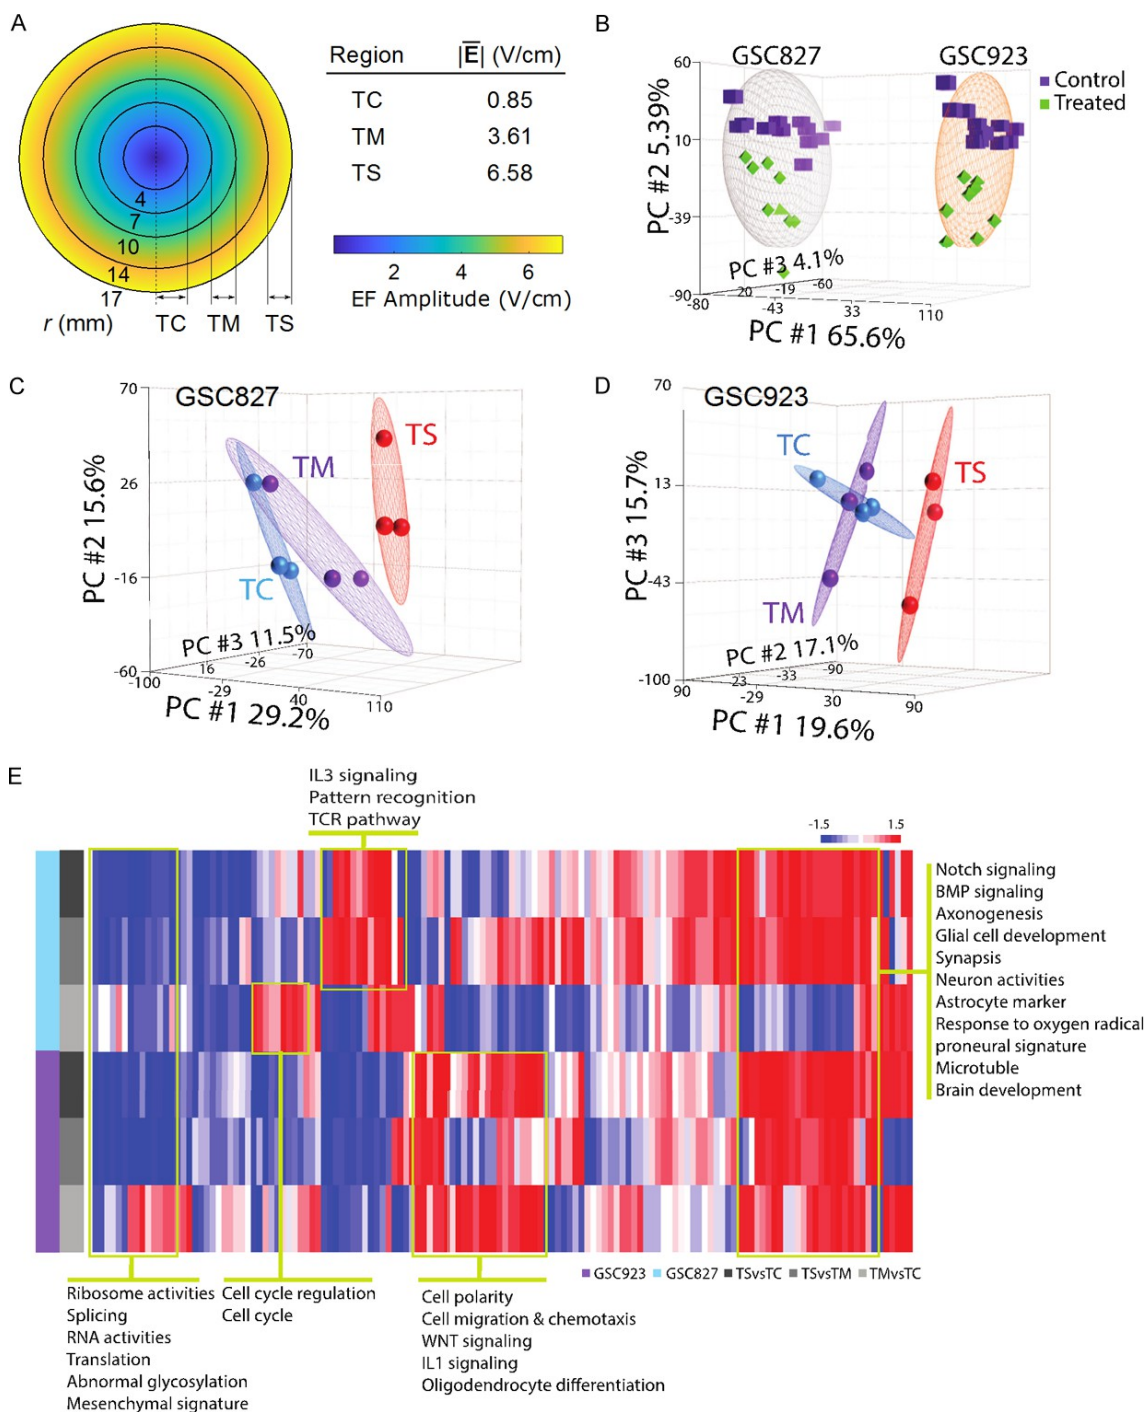 A
Region |E̅| (V/cm)
TC 0.85
TM 3.61
TS 6.58
4
7
10
14
17
r (mm) TC TM TS
2 4 6
EF Amplitude (V/cm)
B
GSC827 GSC923
Control
Treated
PC #2 5.39%
60
10
-39
-90
PC #3 4.1%
20 -19 -60
-80 -43 33 110
PC #1 65.6%
C
GSC827
PC #2 15.6%
70
26
-16
-60
TS
TM
TC
PC #3 11.5%
16 -26 -70
-100 -29 40 110
PC #1 29.2%
D
GSC923
PC #3 15.7%
70
13
-43
-100
TC
TS
TM
PC #2 17.1%
23 -33 -90
90 -29 30 90
PC #1 19.6%
E
IL3 signaling
Pattern recognition
TCR pathway
-1.5 1.5
Notch signaling
BMP signaling
Axonogenesis
Glial cell development
Synapsis
Neuron activities
Astrocyte marker
Response to oxygen radical
proneural signature
Microtuble
Brain development
GSC923 GSC827 TSvsTC TSvsTM TMvsTC
Ribosome activities
Splicing
RNA activities
Translation
Abnormal glycosylation
Mesenchymal signature
Cell cycle regulation
Cell cycle
Cell polarity
Cell migration & chemotaxis
WNT signaling
IL1 signaling
Oligodendrocyte differentiation